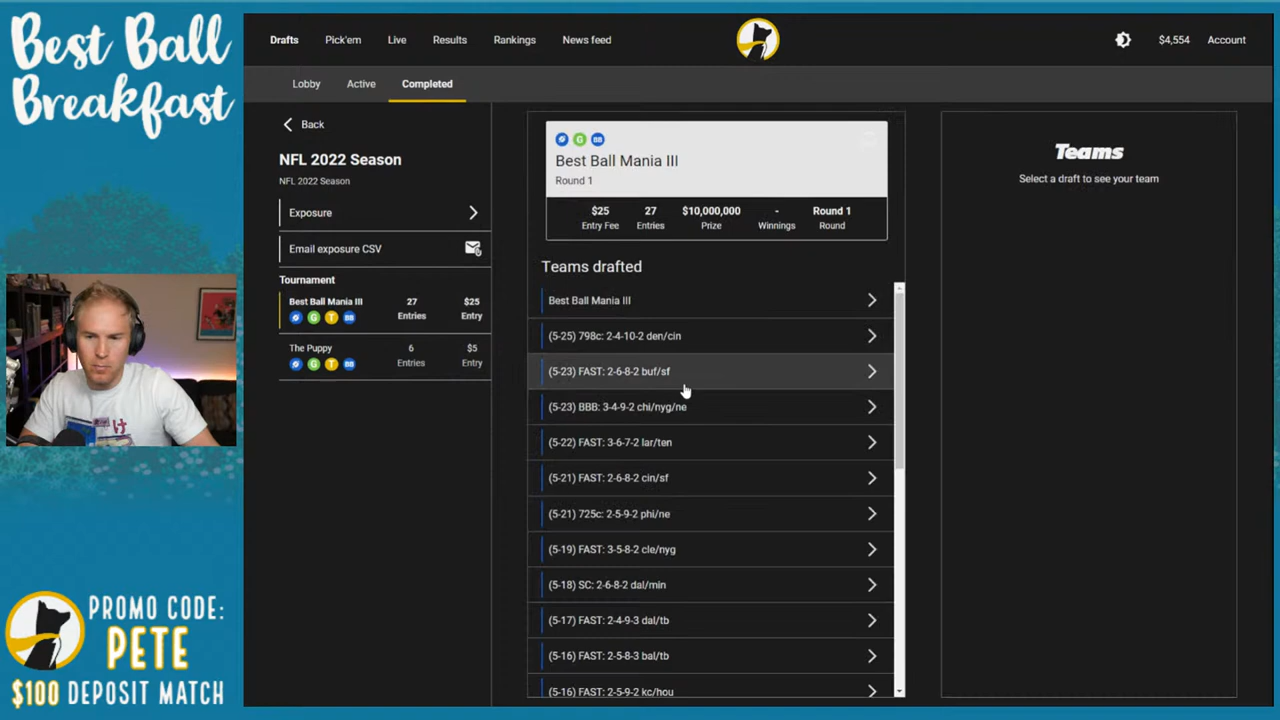 Best Ball
Breakfast
Drafts Pick'em Live Results Rankings News feed $4,554 Account
Lobby Active Completed
Back
NFL 2022 Season
NFL 2022 Season
Exposure
Email exposure CSV
Tournament
Best Ball Mania III 27 $25
G T BB Entries Entry
The Puppy 6 $5
G T BB Entries Entry
G BB
Best Ball Mania III
Round 1
$25 27 $10,000,000 - Round 1
Entry Fee Entries Prize Winnings Round
Teams drafted
Best Ball Mania III
(5-25) 798c: 2-4-10-2 den/cin
(5-23) FAST: 2-6-8-2 buf/sf
(5-23) BBB: 3-4-9-2 chi/nyg/ne
(5-22) FAST: 3-6-7-2 lar/ten
(5-21) FAST: 2-6-8-2 cin/sf
(5-21) 725c: 2-5-9-2 phi/ne
(5-19) FAST: 3-5-8-2 cle/nyg
(5-18) SC: 2-6-8-2 dal/min
(5-17) FAST: 2-4-9-3 dal/tb
(5-16) FAST: 2-5-8-3 bal/tb
(5-16) FAST: 2-5-9-2 kc/hou
Teams
Select a draft to see your team
PROMO CODE:
PETE
$100 DEPOSIT MATCH